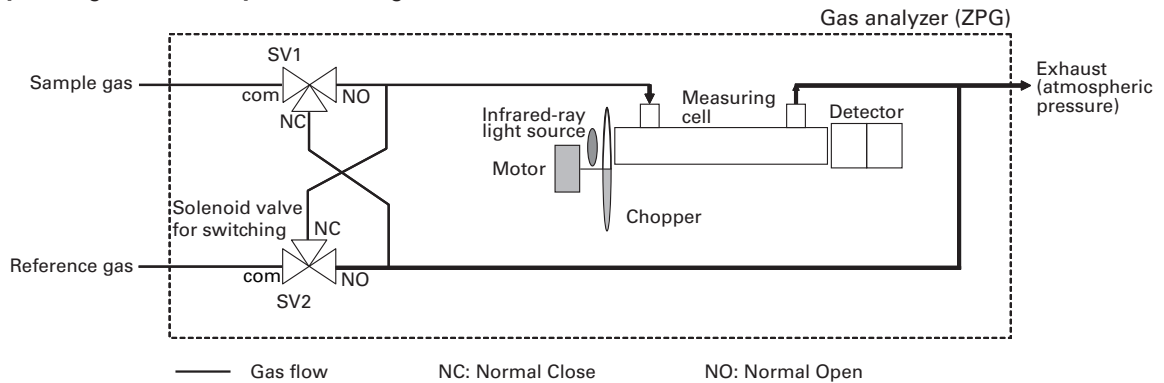 Gas analyzer (ZPG)
SV1
Sample gas
com
NO
NC
Infrared-ray
light source
Measuring
cell
Detector
Exhaust
(atmospheric
pressure)
Motor
Chopper
Solenoid valve
for switching
NC
Reference gas
com
NO
SV2
Gas flow
NC: Normal Close
NO: Normal Open